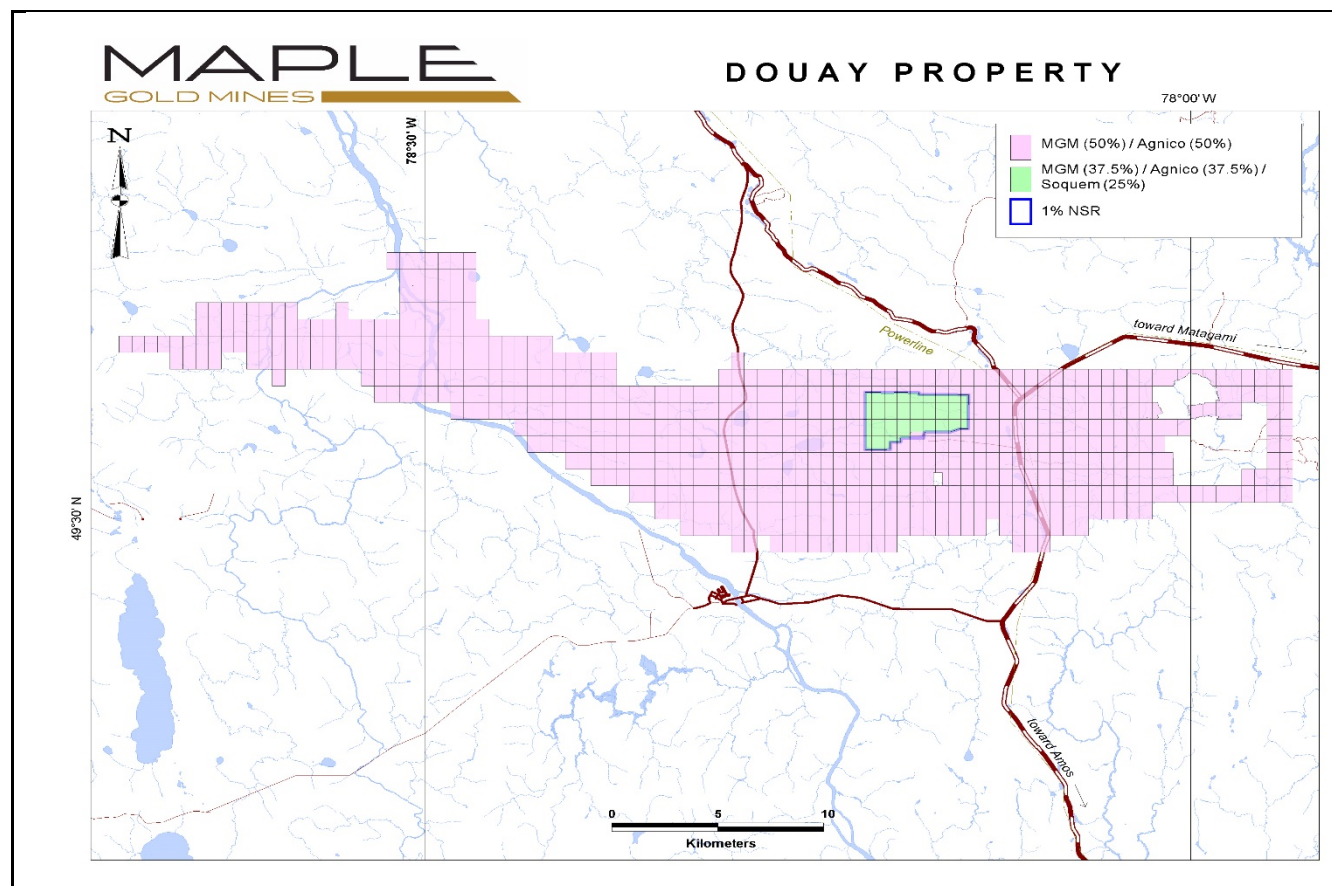 MAPLE
GOLD MINES
DOUAY PROPERTY
78°00' W
N
78°30' W
MGM (50%) / Agnico (50%)
MGM (37.5%) / Agnico (37.5%) /
Soquem (25%)
1% NSR
Powerline
toward Matagami
49°30' N
toward Amos
0 5 10
Kilometers